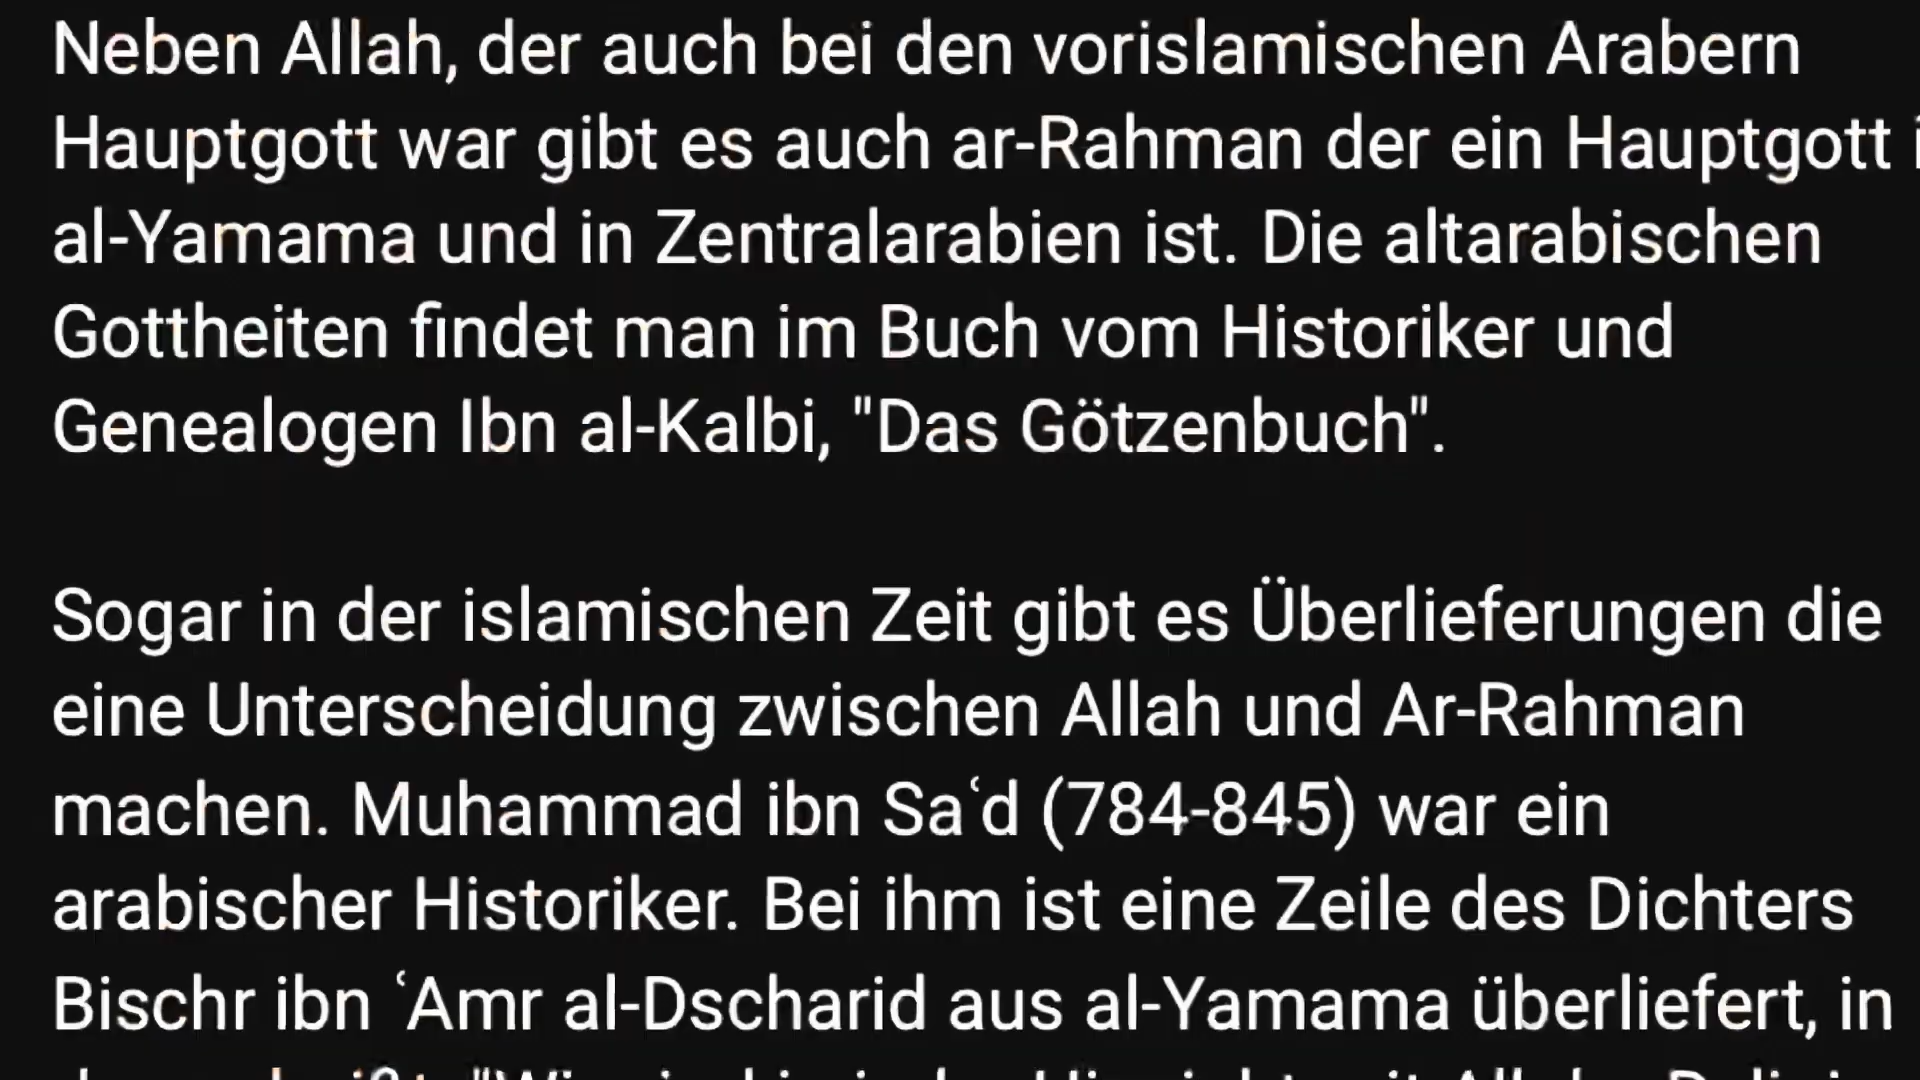 Neben Allah, der auch bei den vorislamischen Arabern
Hauptgott war gibt es auch ar-Rahman der ein Hauptgott
al-Yamama und in Zentralarabien ist. Die altarabischen
Gottheiten findet man im Buch vom Historiker und
Genealogen Ibn al-Kalbi, "Das Götzenbuch".
Sogar in der islamischen Zeit gibt es Überlieferungen die
eine Unterscheidung zwischen Allah und Ar-Rahman
machen. Muhammad ibn Saʿd (784-845) war ein
arabischer Historiker. Bei ihm ist eine Zeile des Dichters
Bischr ibn ʿAmr al-Dscharid aus al-Yamama überliefert, in